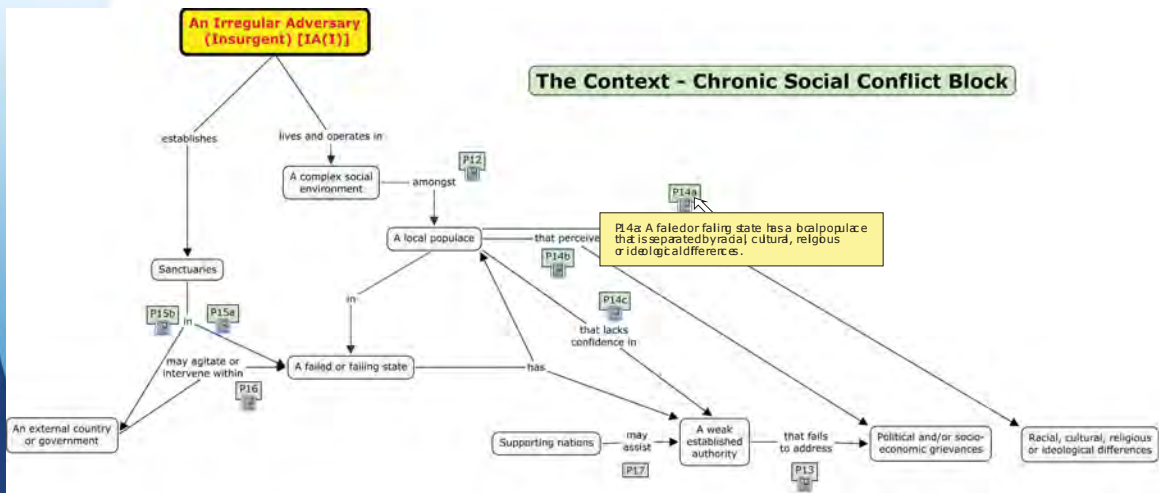 An Irregular Adversary
(Insurgent) [IA(I)]
The Context - Chronic Social Conflict Block
establishes
lives and operates in
P12
A complex social
environment
amongst
P14a
P14a: A failed or failing state has a local populace
that is separated by racial, cultural, religious
or ideological differences.
A local populace
that perceive
P14b
Sanctuaries
in
P14c
P15b
in
P15a
that lacks
confidence in
may agitate or
intervene within
A failed or failing state
has
P16
An external country
or government
Supporting nations
may
assist
P17
A weak
established
authority
that fails
to address
P13
Political and/or socio-
economic grievances
Racial, cultural, religious
or ideological differences